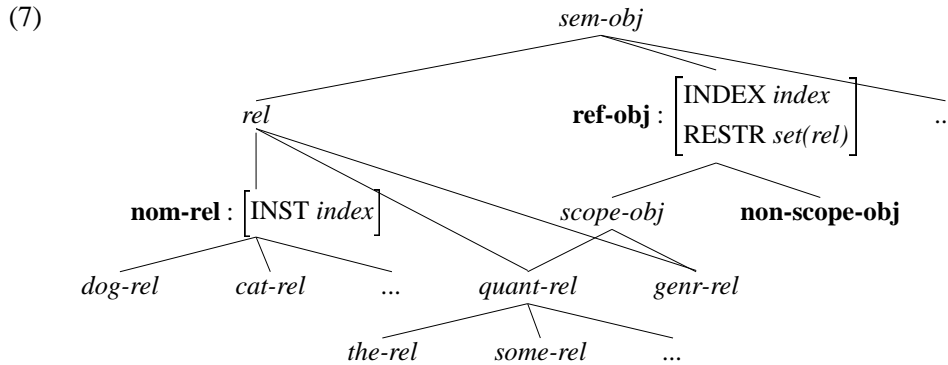 (7)
sem-obj
rel
ref-obj : [INDEX index
RESTR set(rel)]
..
nom-rel : [INST index]
scope-obj
non-scope-obj
dog-rel cat-rel ... quant-rel genr-rel
the-rel some-rel ...